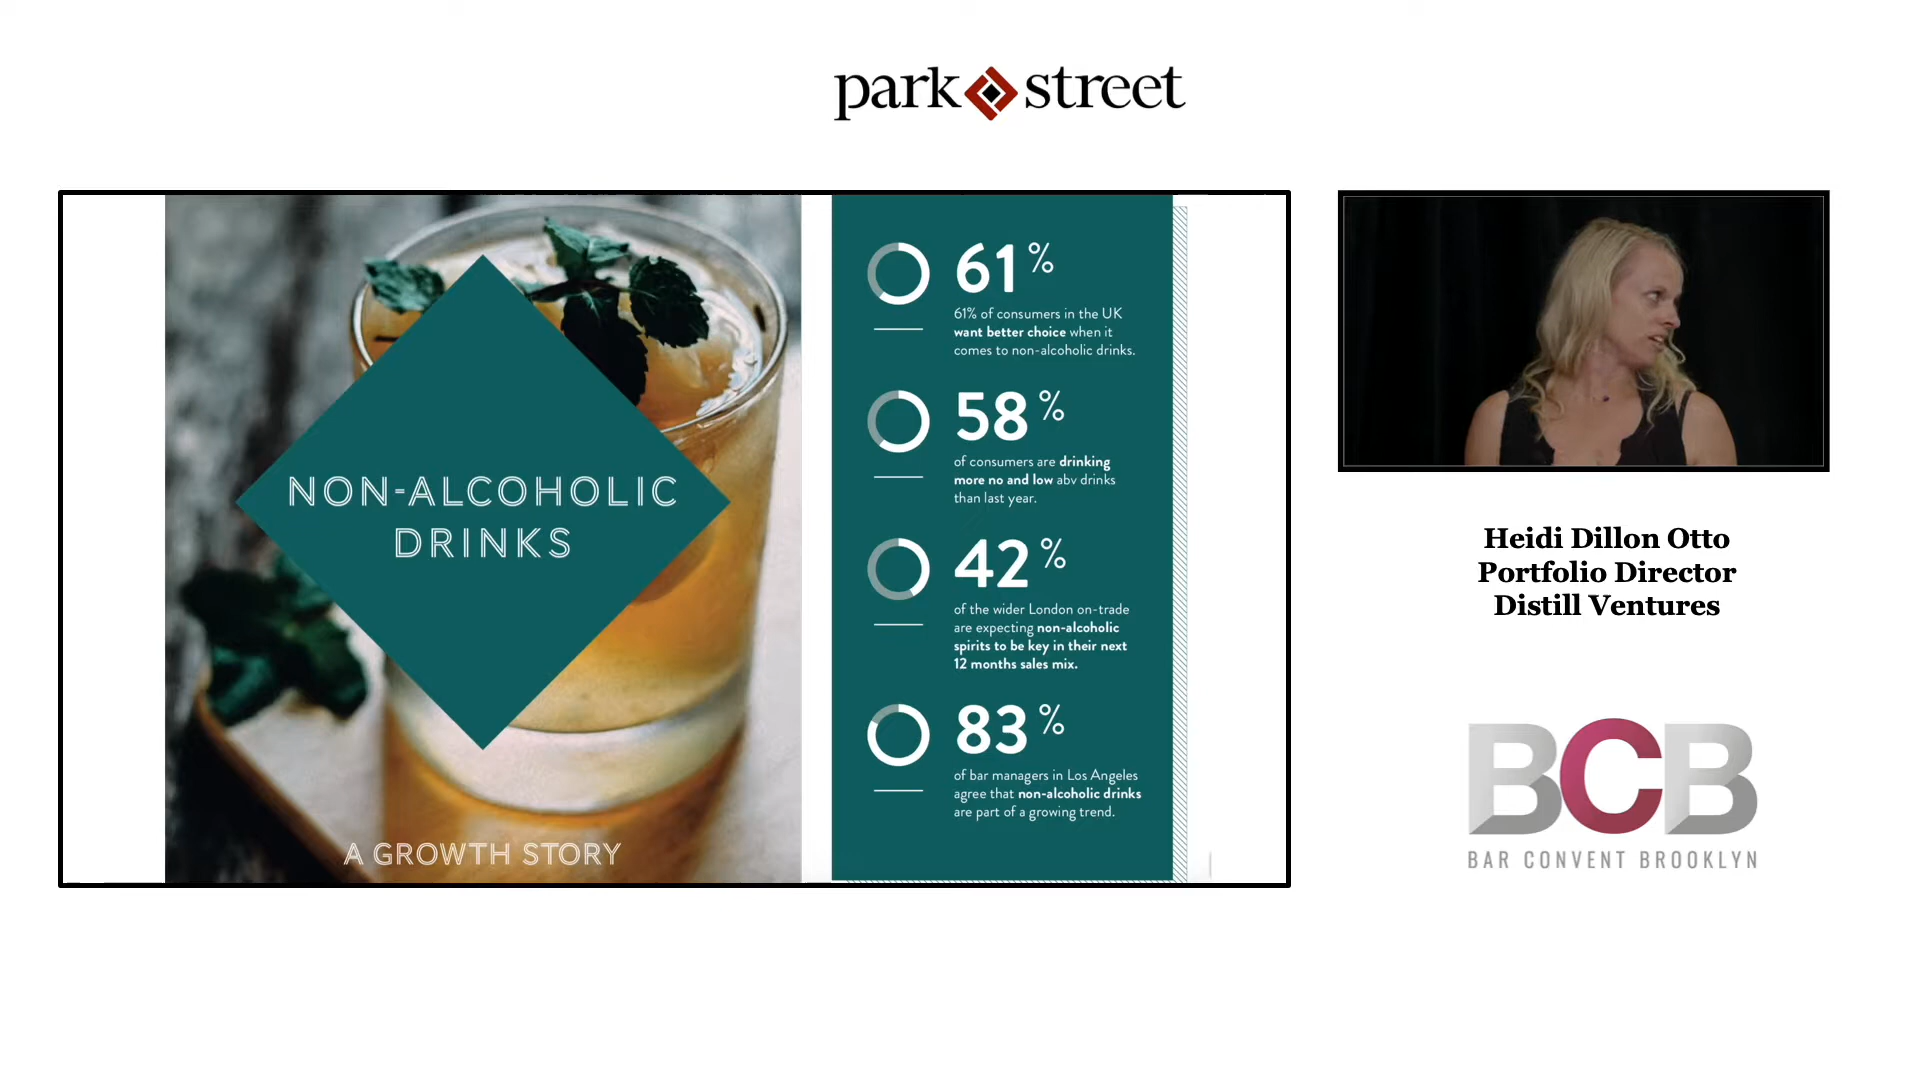 park street
NON-ALCOHOLIC
DRINKS
A GROWTH STORY
61%
61% of consumers in the UK
want better choice when it
comes to non-alcoholic drinks.
58%
of consumers are drinking
more no and low abv drinks
than last year.
42%
of the wider London on-trade
are expecting non-alcoholic
spirits to be key in their next
12 months sales mix.
83%
of bar managers in Los Angeles
agree that non-alcoholic drinks
are part of a growing trend.
Heidi Dillon Otto
Portfolio Director
Distill Ventures
BCB
BAR CONVENT BROOKLYN